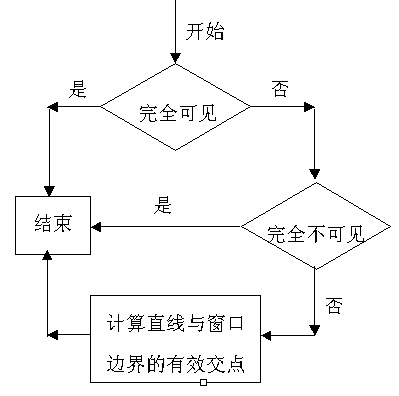 开始
是
否
完全可见
是
结束
完全不可见
否
计算直线与窗口
边界的有效交点